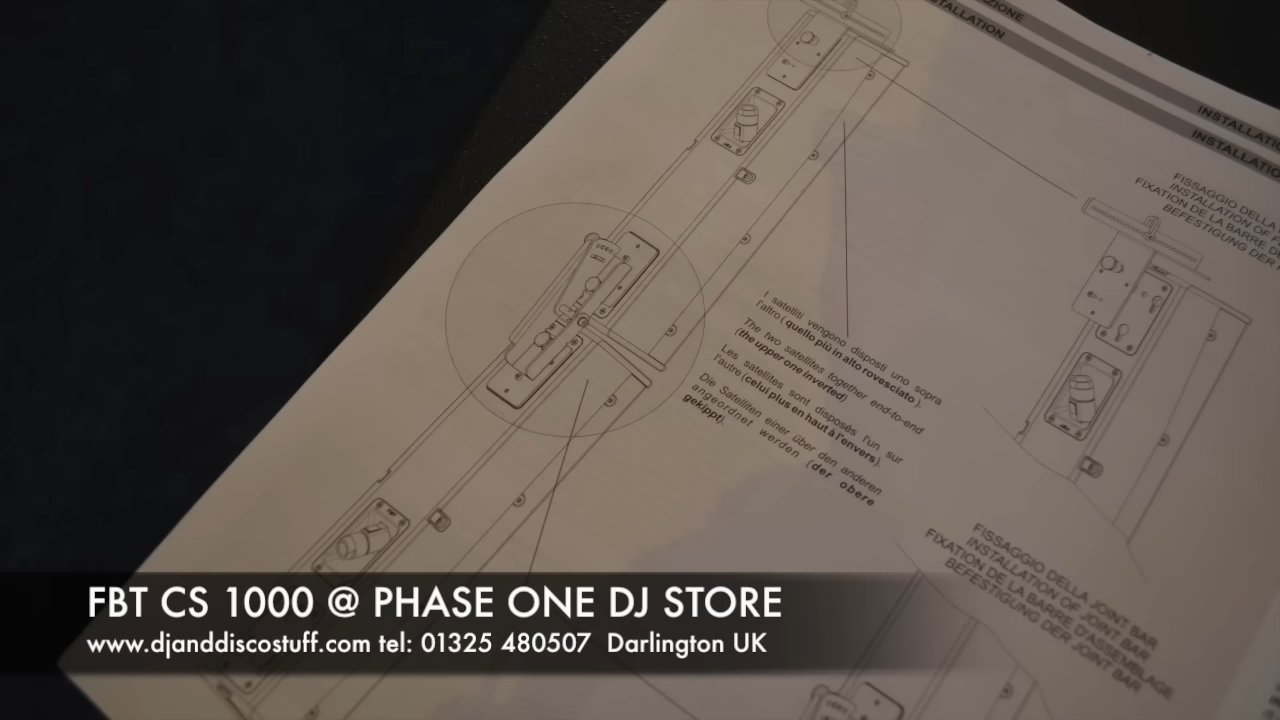 AZIONE
INSTALLATION
INSTALLATIO
FISSAGGIO DELLA
INSTALLATION OF
FIXATION DE LA BARRE D
BEFESTIGUNG DER
I satelliti vengono disposti uno sopra
l'altro (quello più in alto rovesciato).
The two satellites together end-to-end
(the upper one inverted)
Les satellites sont disposés l'un sur
l'autre (celui plus en haut à l'envers).
Die Satelliten einer über den anderen
angeordnet werden (der obere
gekippt).
FISSAGGIO DELLA JOINT BAR
INSTALLATION OF JOINT BAR
FIXATION DE LA BARRE D'ASSEMBLAGE
BEFESTIGUNG DER JOINT BAR
FBT CS 1000 @ PHASE ONE DJ STORE
www.djanddiscostuff.com tel: 01325 480507 Darlington UK